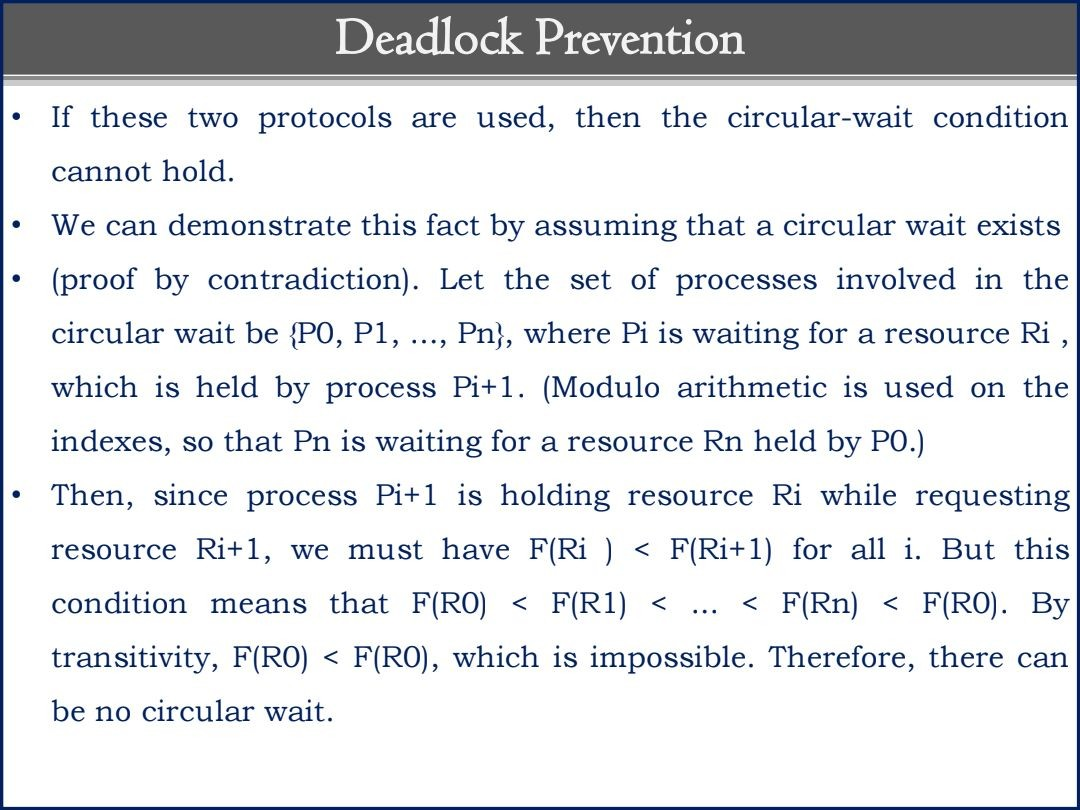 Deadlock Prevention
• If these two protocols are used, then the circular-wait condition
cannot hold.
• We can demonstrate this fact by assuming that a circular wait exists
• (proof by contradiction). Let the set of processes involved in the
circular wait be {P0, P1, ..., Pn}, where Pi is waiting for a resource Ri ,
which is held by process Pi+1. (Modulo arithmetic is used on the
indexes, so that Pn is waiting for a resource Rn held by P0.)
• Then, since process Pi+1 is holding resource Ri while requesting
resource Ri+1, we must have F(Ri ) < F(Ri+1) for all i. But this
condition means that F(R0) < F(R1) < ... < F(Rn) < F(R0). By
transitivity, F(R0) < F(R0), which is impossible. Therefore, there can
be no circular wait.